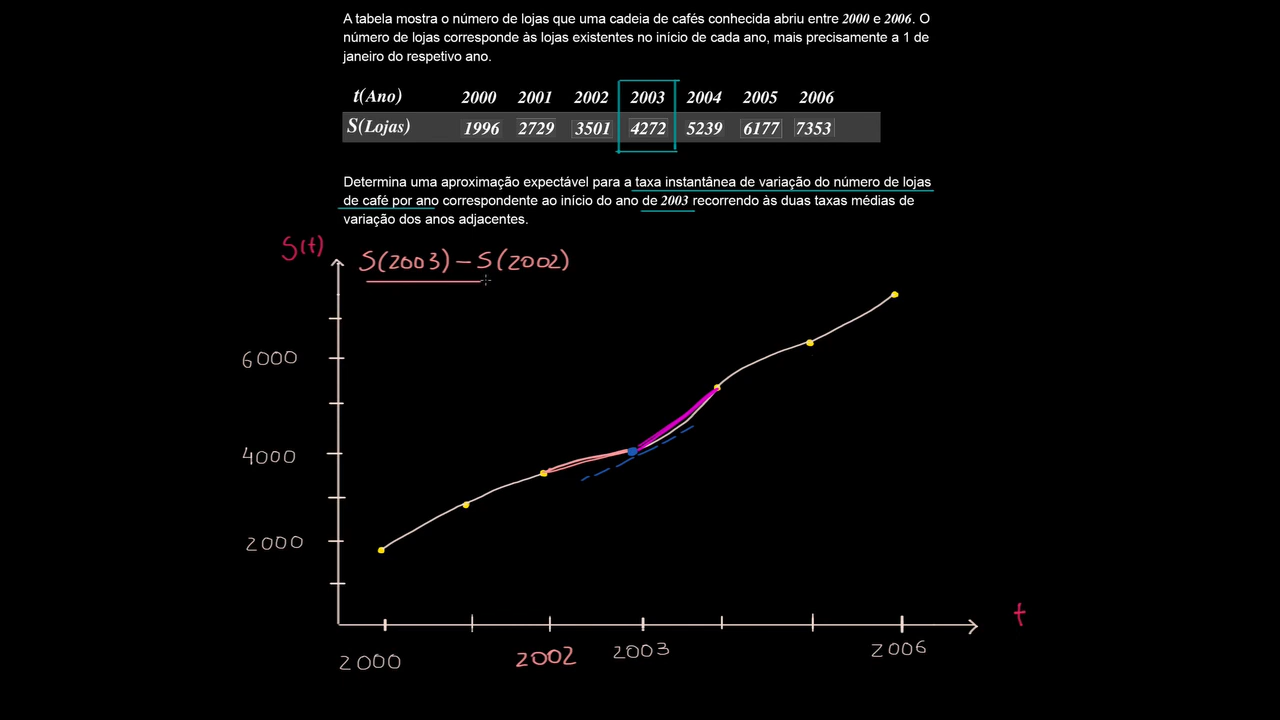 A tabela mostra o número de lojas que uma cadeia de cafés conhecida abriu entre 2000 e 2006. O
número de lojas corresponde às lojas existentes no início de cada ano, mais precisamente a 1 de
janeiro do respetivo ano.
t(Ano) 2000 2001 2002 2003 2004 2005 2006
S(Lojas) 1996 2729 3501 4272 5239 6177 7353
Determina uma aproximação expectável para a taxa instantânea de variação do número de lojas
de café por ano correspondente ao início do ano de 2003 recorrendo às duas taxas médias de
variação dos anos adjacentes.
S(t)
S(2003) - S(2002)
6000
4000
2000
t
2000 2002 2003 2006